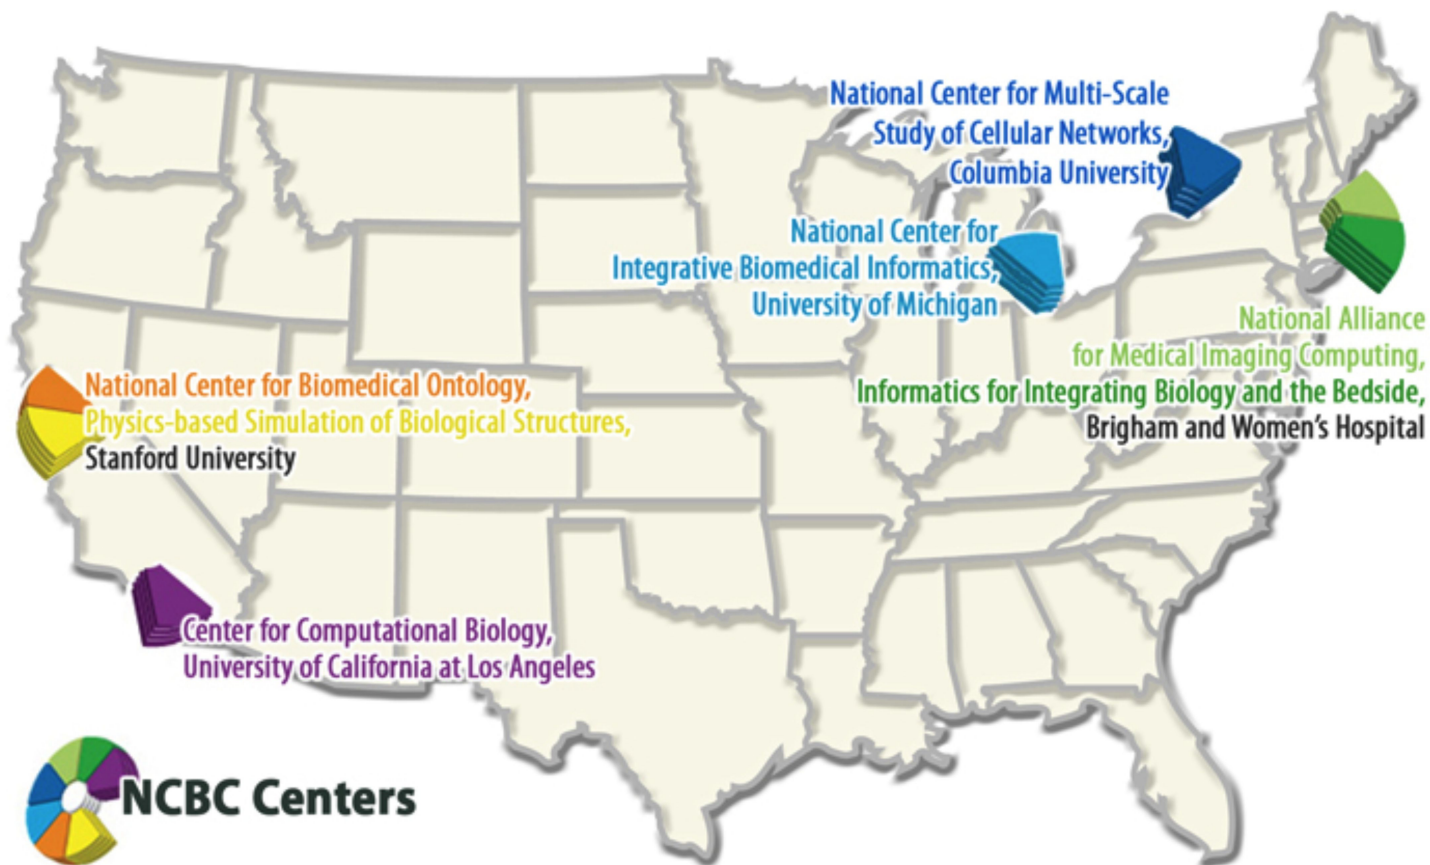 National Center for Multi-Scale
Study of Cellular Networks,
Columbia University
National Center for
Integrative Biomedical Informatics,
University of Michigan
National Alliance
for Medical Imaging Computing,
Informatics for Integrating Biology and the Bedside,
Brigham and Women's Hospital
National Center for Biomedical Ontology,
Physics-based Simulation of Biological Structures,
Stanford University
Center for Computational Biology,
University of California at Los Angeles
NCBC Centers